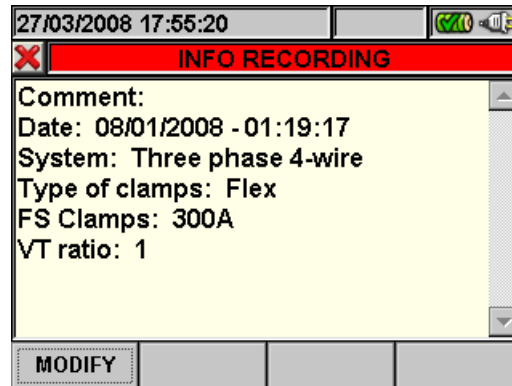 27/03/2008 17:55:20
INFO RECORDING
Comment:
Date: 08/01/2008 - 01:19:17
System: Three phase 4-wire
Type of clamps: Flex
FS Clamps: 300A
VT ratio: 1
MODIFY